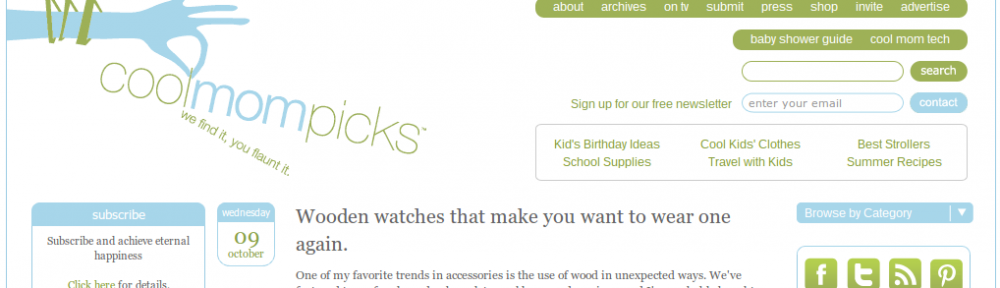 about archives on tv submit press shop invite advertise
baby shower guide cool mom tech
search
Sign up for our free newsletter enter your email contact
coolmompicks™
we find it, you flaunt it.
Kid's Birthday Ideas Cool Kids' Clothes Best Strollers
School Supplies Travel with Kids Summer Recipes
subscribe
Subscribe and achieve eternal
happiness
Click here for details.
wednesday
09
october
Wooden watches that make you want to wear one
again.
One of my favorite trends in accessories is the use of wood in unexpected ways. We've
Browse by Category